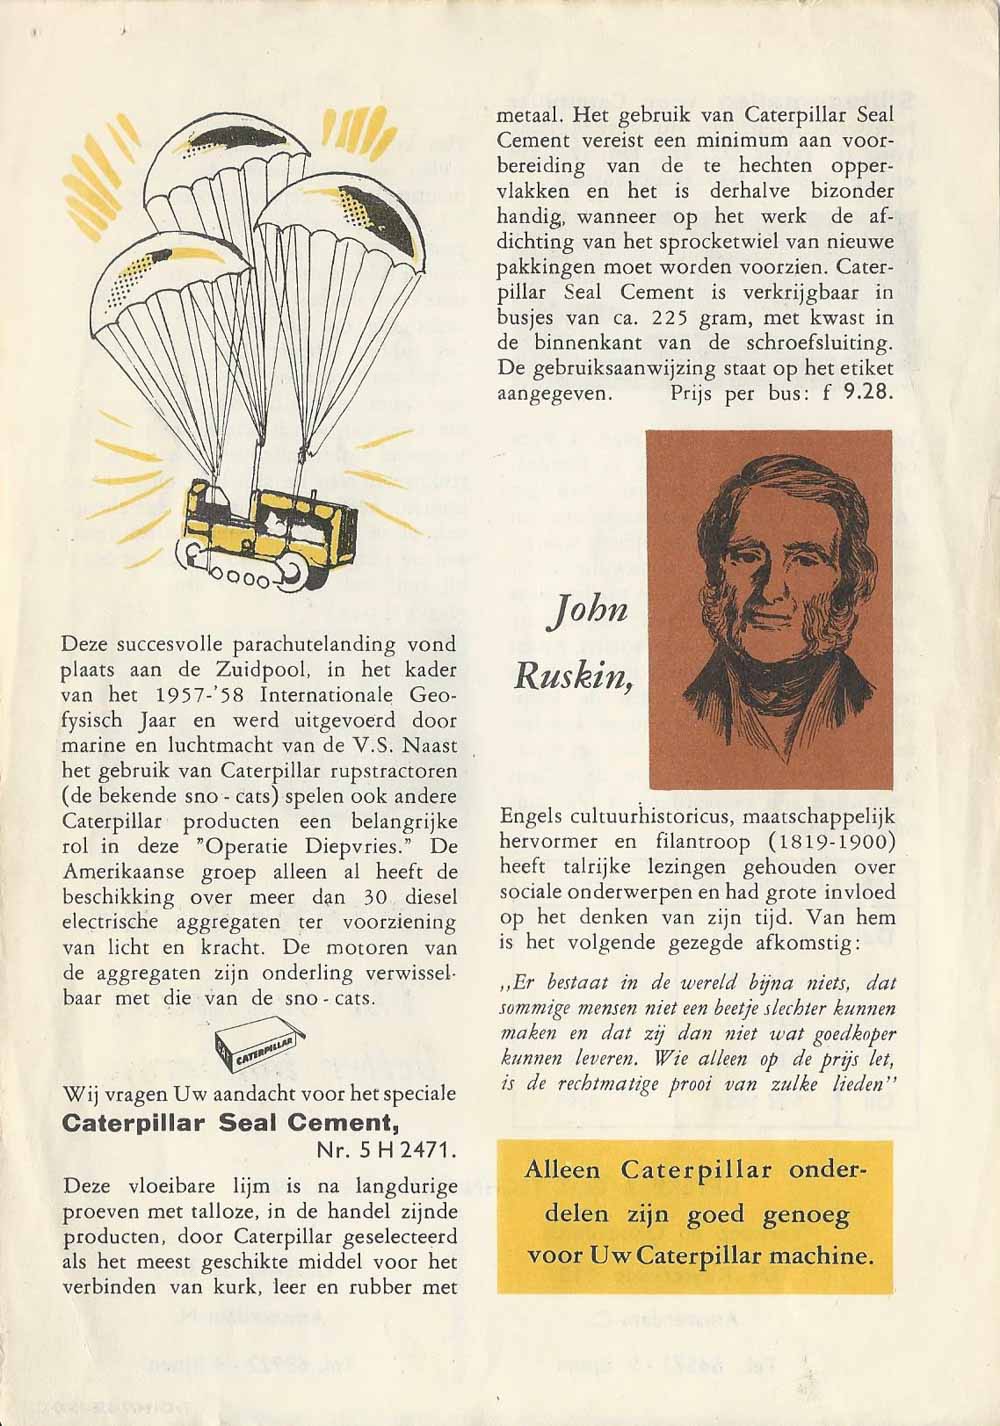 Deze succesvolle parachutelanding vond
plaats aan de Zuidpool, in het kader
van het 1957-'58 Internationale Geo-
fysisch Jaar en werd uitgevoerd door
marine en luchtmacht van de V.S. Naast
het gebruik van Caterpillar rupstractoren
(de bekende sno - cats) spelen ook andere
Caterpillar producten een belangrijke
rol in deze "Operatie Diepvries." De
Amerikaanse groep alleen al heeft de
beschikking over meer dan 30 diesel
electrische aggregaten ter voorziening
van licht en kracht. De motoren van
de aggregaten zijn onderling verwissel-
baar met die van de sno - cats.
CATERPILLAR
Wij vragen Uw aandacht voor het speciale
Caterpillar Seal Cement,
Nr. 5 H 2471.
Deze vloeibare lijm is na langdurige
proeven met talloze, in de handel zijnde
producten, door Caterpillar geselecteerd
als het meest geschikte middel voor het
verbinden van kurk, leer en rubber met
metaal. Het gebruik van Caterpillar Seal
Cement vereist een minimum aan voor-
bereiding van de te hechten opper-
vlakken en het is derhalve bizonder
handig, wanneer op het werk de af-
dichting van het sprocketwiel van nieuwe
pakkingen moet worden voorzien. Cater-
pillar Seal Cement is verkrijgbaar in
busjes van ca. 225 gram, met kwast in
de binnenkant van de schroefsluiting.
De gebruiksaanwijzing staat op het etiket
aangegeven. Prijs per bus: f 9.28.
John
Ruskin,
Engels cultuurhistoricus, maatschappelijk
hervormer en filantroop (1819-1900)
heeft talrijke lezingen gehouden over
sociale onderwerpen en had grote invloed
op het denken van zijn tijd. Van hem
is het volgende gezegde afkomstig:
,,Er bestaat in de wereld bijna niets, dat
sommige mensen niet een beetje slechter kunnen
maken en dat zij dan niet wat goedkoper
kunnen leveren. Wie alleen op de prijs let,
is de rechtmatige prooi van zulke lieden"
Alleen Caterpillar onder-
delen zijn goed genoeg
voor Uw Caterpillar machine.